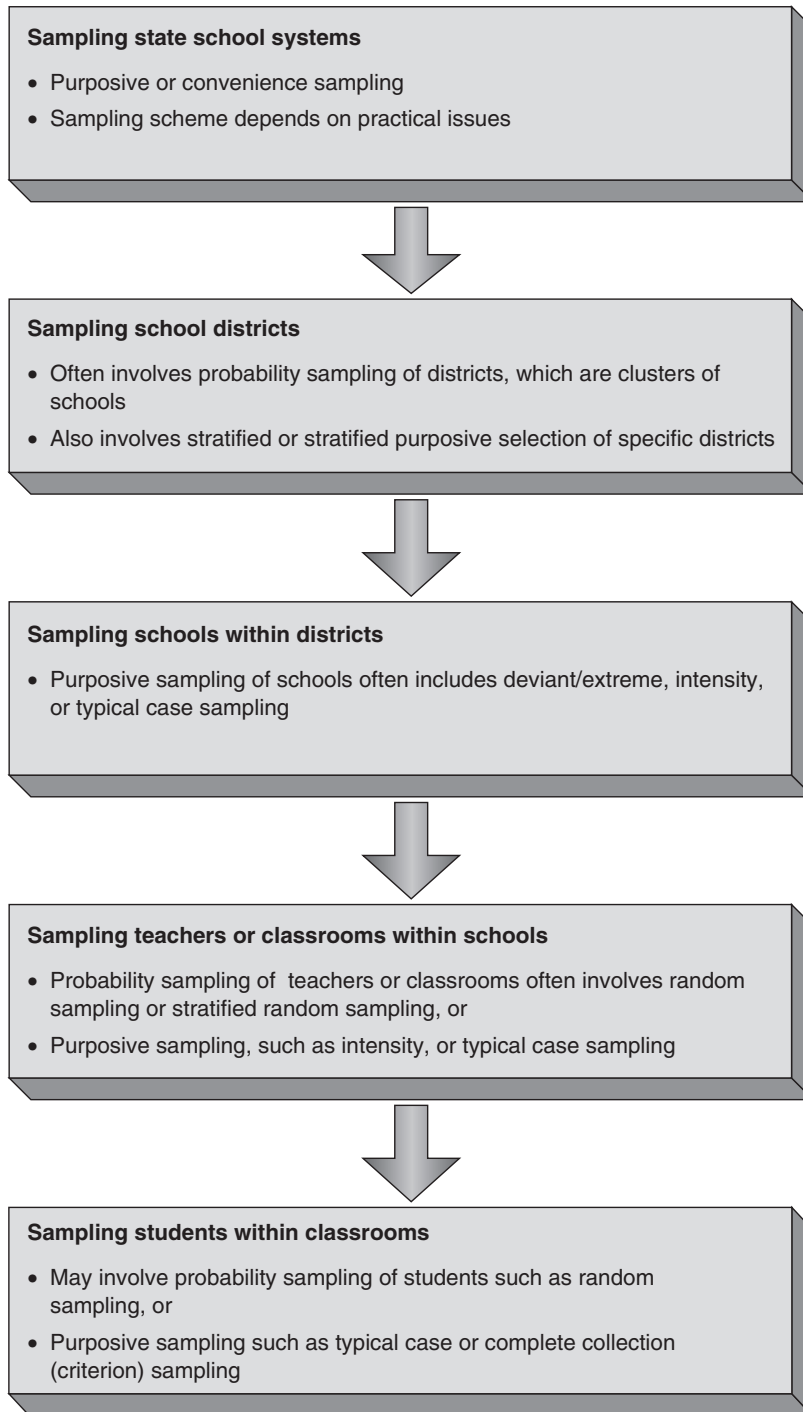 Sampling state school systems
• Purposive or convenience sampling
• Sampling scheme depends on practical issues
Sampling school districts
• Often involves probability sampling of districts, which are clusters of
schools
• Also involves stratified or stratified purposive selection of specific districts
Sampling schools within districts
• Purposive sampling of schools often includes deviant/extreme, intensity,
or typical case sampling
Sampling teachers or classrooms within schools
• Probability sampling of teachers or classrooms often involves random
sampling or stratified random sampling, or
• Purposive sampling, such as intensity, or typical case sampling
Sampling students within classrooms
• May involve probability sampling of students such as random
sampling, or
• Purposive sampling such as typical case or complete collection
(criterion) sampling